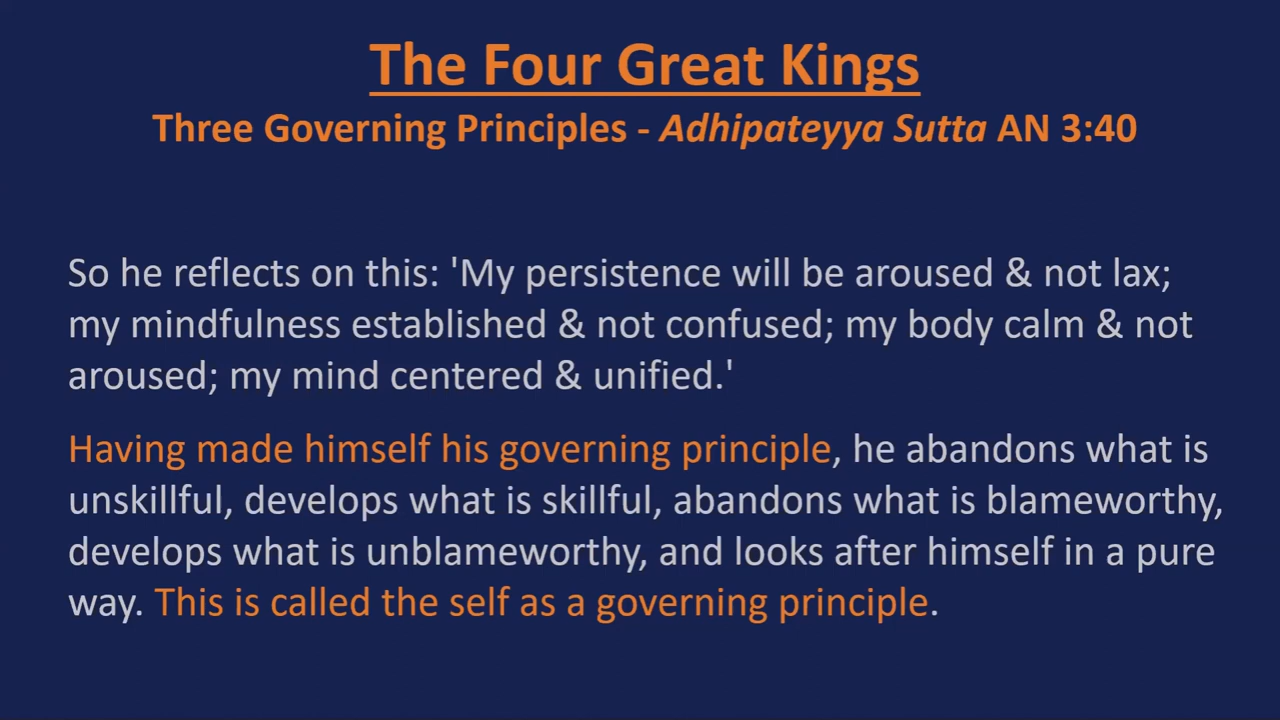 The Four Great Kings
Three Governing Principles - Adhipateyya Sutta AN 3:40
So he reflects on this: 'My persistence will be aroused & not lax;
my mindfulness established & not confused; my body calm & not
aroused; my mind centered & unified.'
Having made himself his governing principle, he abandons what is
unskillful, develops what is skillful, abandons what is blameworthy,
develops what is unblameworthy, and looks after himself in a pure
way. This is called the self as a governing principle.